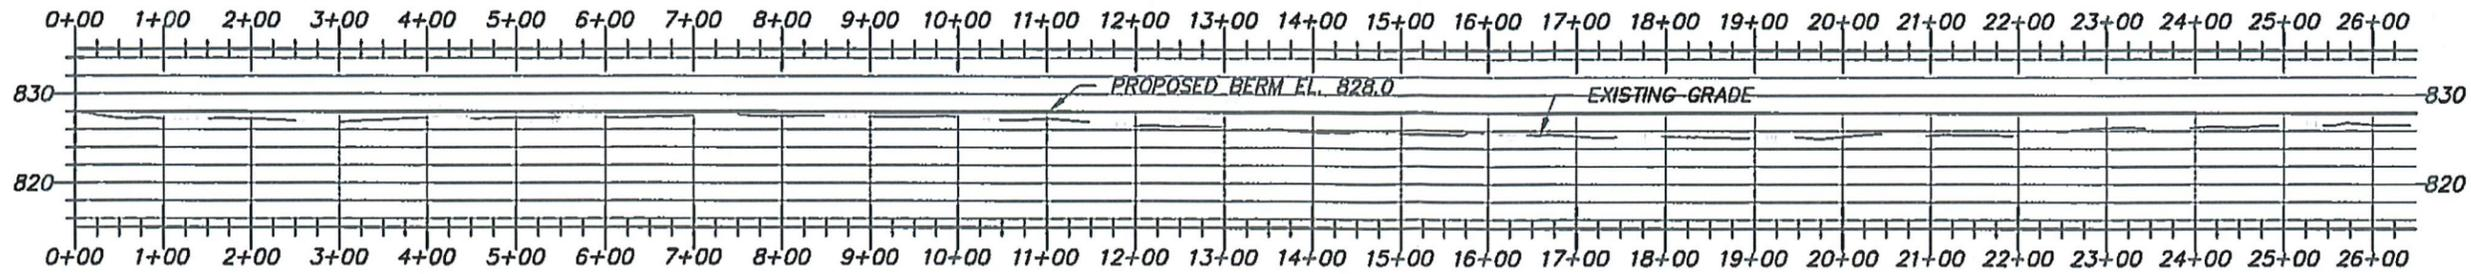 0+00 1+00 2+00 3+00 4+00 5+00 6+00 7+00 8+00 9+00 10+00 11+00 12+00 13+00 14+00 15+00 16+00 17+00 18+00 19+00 20+00 21+00 22+00 23+00 24+00 25+00 26+00
PROPOSED BERM EL. 828.0
830 EXISTING GRADE 830
820 820
0+00 1+00 2+00 3+00 4+00 5+00 6+00 7+00 8+00 9+00 10+00 11+00 12+00 13+00 14+00 15+00 16+00 17+00 18+00 19+00 20+00 21+00 22+00 23+00 24+00 25+00 26+00